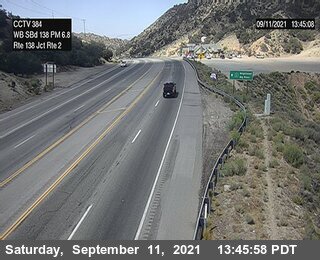 CCTV 384
WB SBd 138 PM 6.8
Rte 138 Jct Rte 2
09/11/2021 13:45:08
Saturday, September 11, 2021 13:45:58 PDT